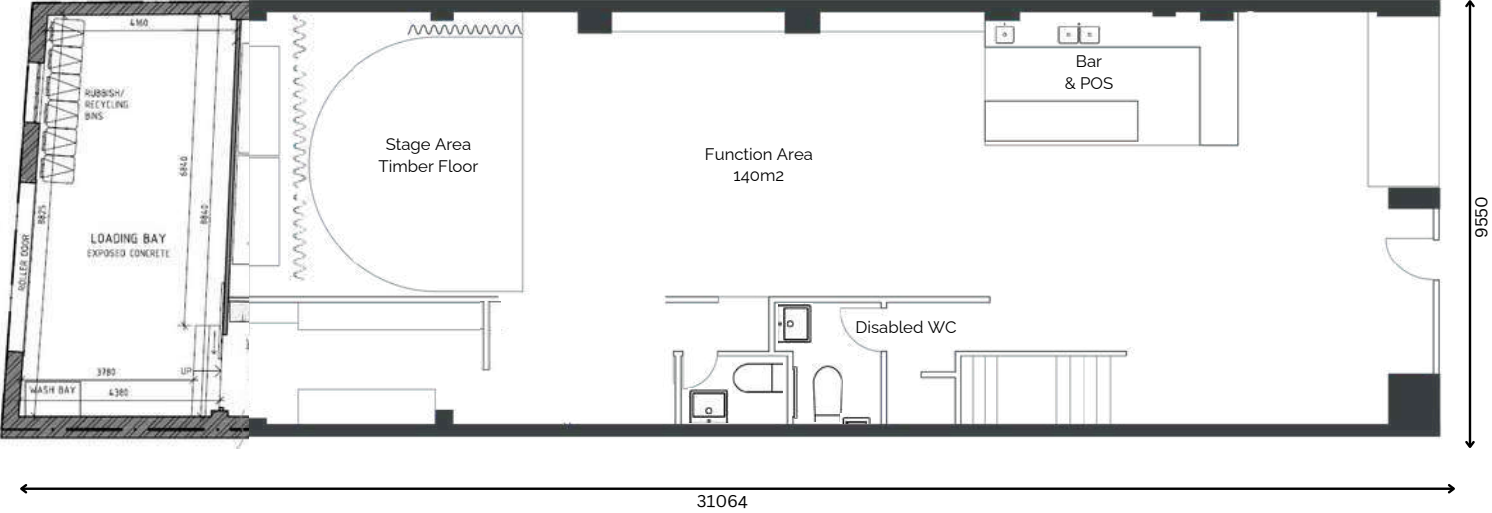 4160
RUBBISH/
RECYCLING
BINS
6840
8825
8840
LOADING BAY
EXPOSED CONCRETE
ROLLER DOOR
3780
UP
WASH BAY
4380
Stage Area
Timber Floor
Function Area
140m2
Bar
& POS
Disabled WC
9550
31064